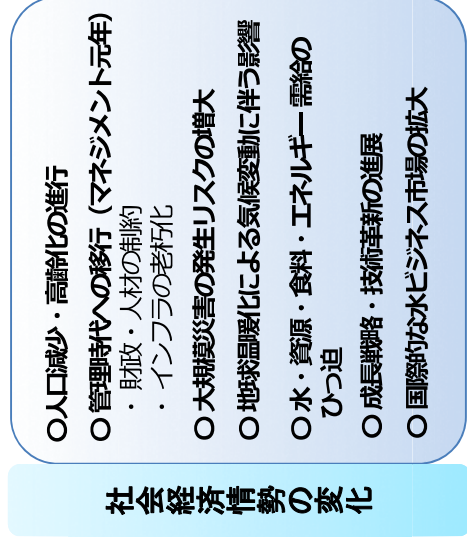 社会経済情勢の変化
○人口減少・高齢化の進行
○管理時代への移行（マネジメント元年）
・財政・人材の制約
・インフラの老朽化
○大規模災害の発生リスクの増大
○地球温暖化による気候変動に伴う影響
○水・資源・食料・エネルギー需給の
ひっ迫
○成長戦略・技術革新の進展
○国際的な水ビジネス市場の拡大